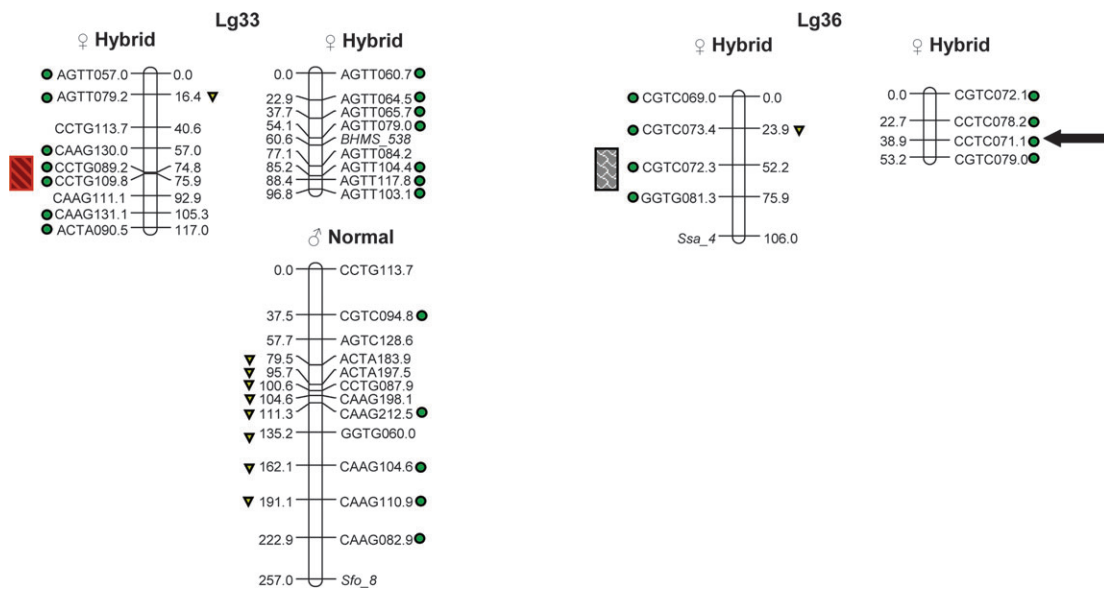 Lg33
♀ Hybrid
AGTT057.0 0.0
AGTT079.2 16.4
CCTG113.7 40.6
CAAG130.0 57.0
CCTG089.2 74.8
CCTG109.8 75.9
CAAG111.1 92.9
CAAG131.1 105.3
ACTA090.5 117.0
♀ Hybrid
0.0 AGTT060.7
22.9 AGTT064.5
37.7 AGTT065.7
54.1 AGTT079.0
60.6 BHMS_538
77.1 AGTT084.2
85.2 AGTT104.4
88.4 AGTT117.8
96.8 AGTT103.1
♂ Normal
0.0 CCTG113.7
37.5 CGTC094.8
57.7 AGTC128.6
79.5 ACTA183.9
95.7 ACTA197.5
100.6 CCTG087.9
104.6 CAAG198.1
111.3 CAAG212.5
135.2 GGTG060.0
162.1 CAAG104.6
191.1 CAAG110.9
222.9 CAAG082.9
257.0 Sfo_8
Lg36
♀ Hybrid
CGTC069.0 0.0
CGTC073.4 23.9
CGTC072.3 52.2
GGTG081.3 75.9
Ssa_4 106.0
♀ Hybrid
0.0 CGTC072.1
22.7 CCTC078.2
38.9 CCTC071.1
53.2 CGTC079.0